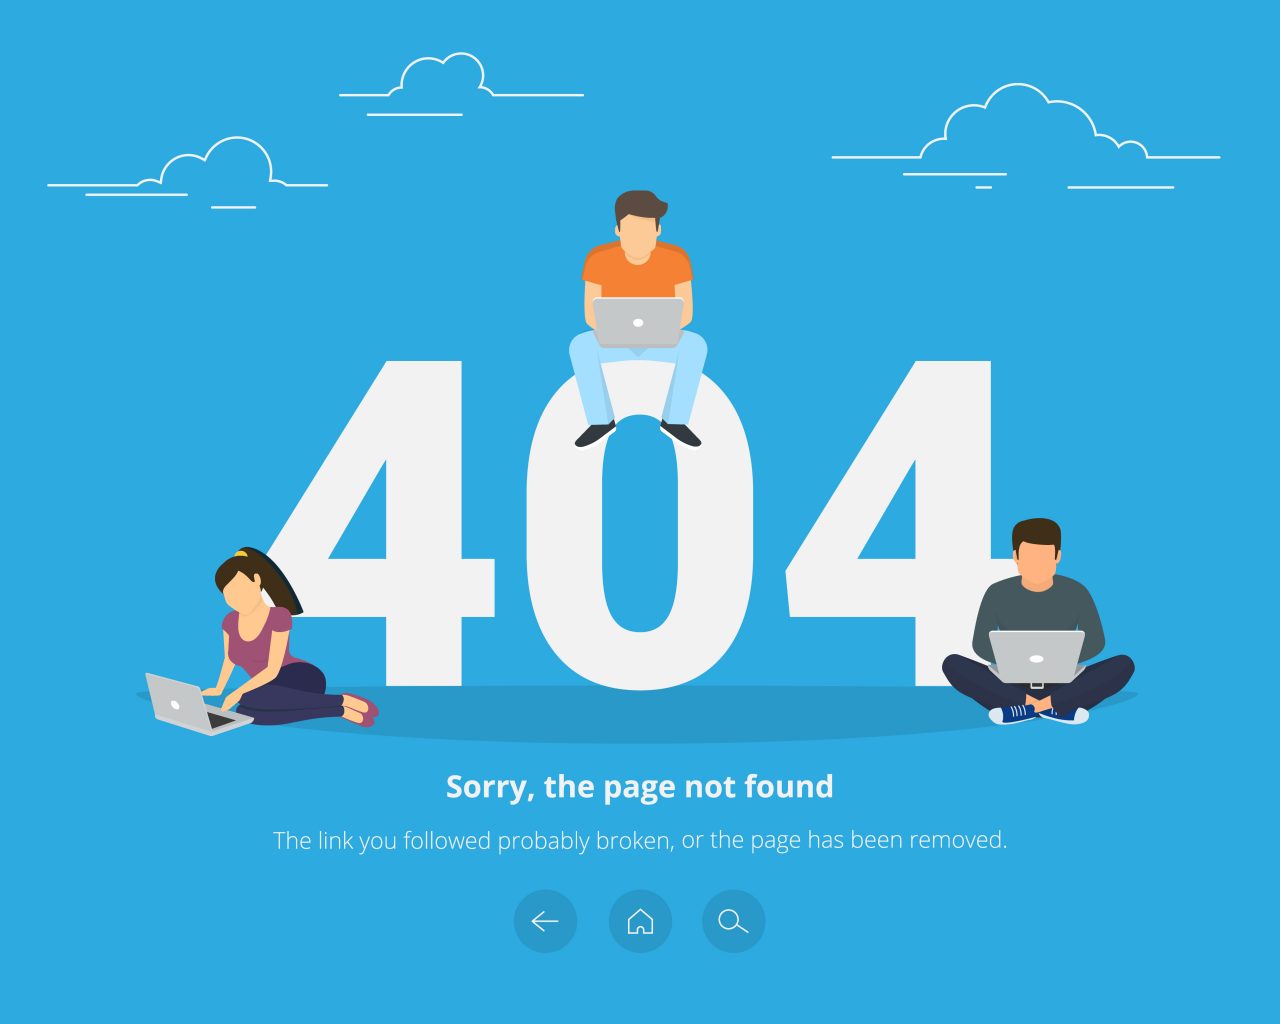 404
Sorry, the page not found
The link you followed probably broken, or the page has been removed.